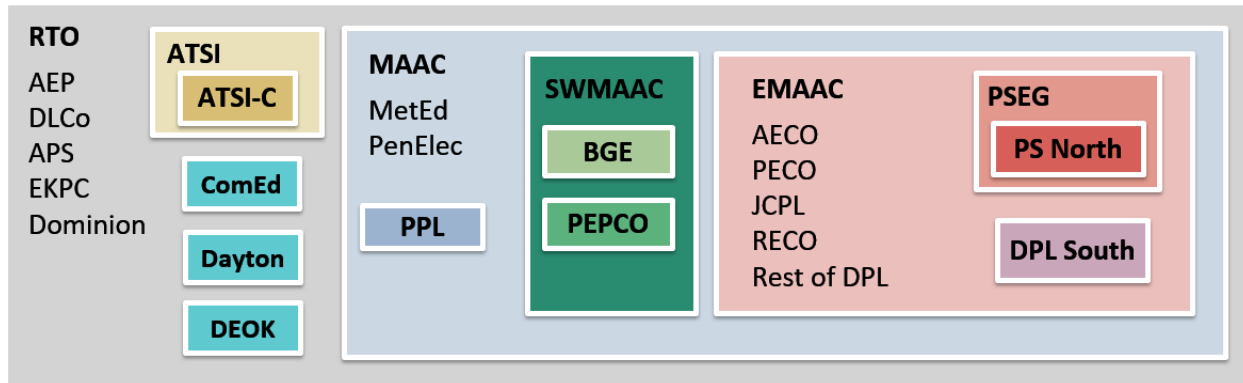 RTO
AEP
DLCo
APS
EKPC
Dominion
ATSI
ATSI-C
ComEd
Dayton
DEOK
MAAC
MetEd
PenElec
PPL
SWMAAC
BGE
PEPCO
EMAAC
AECO
PECO
JCPL
RECO
Rest of DPL
PSEG
PS North
DPL South